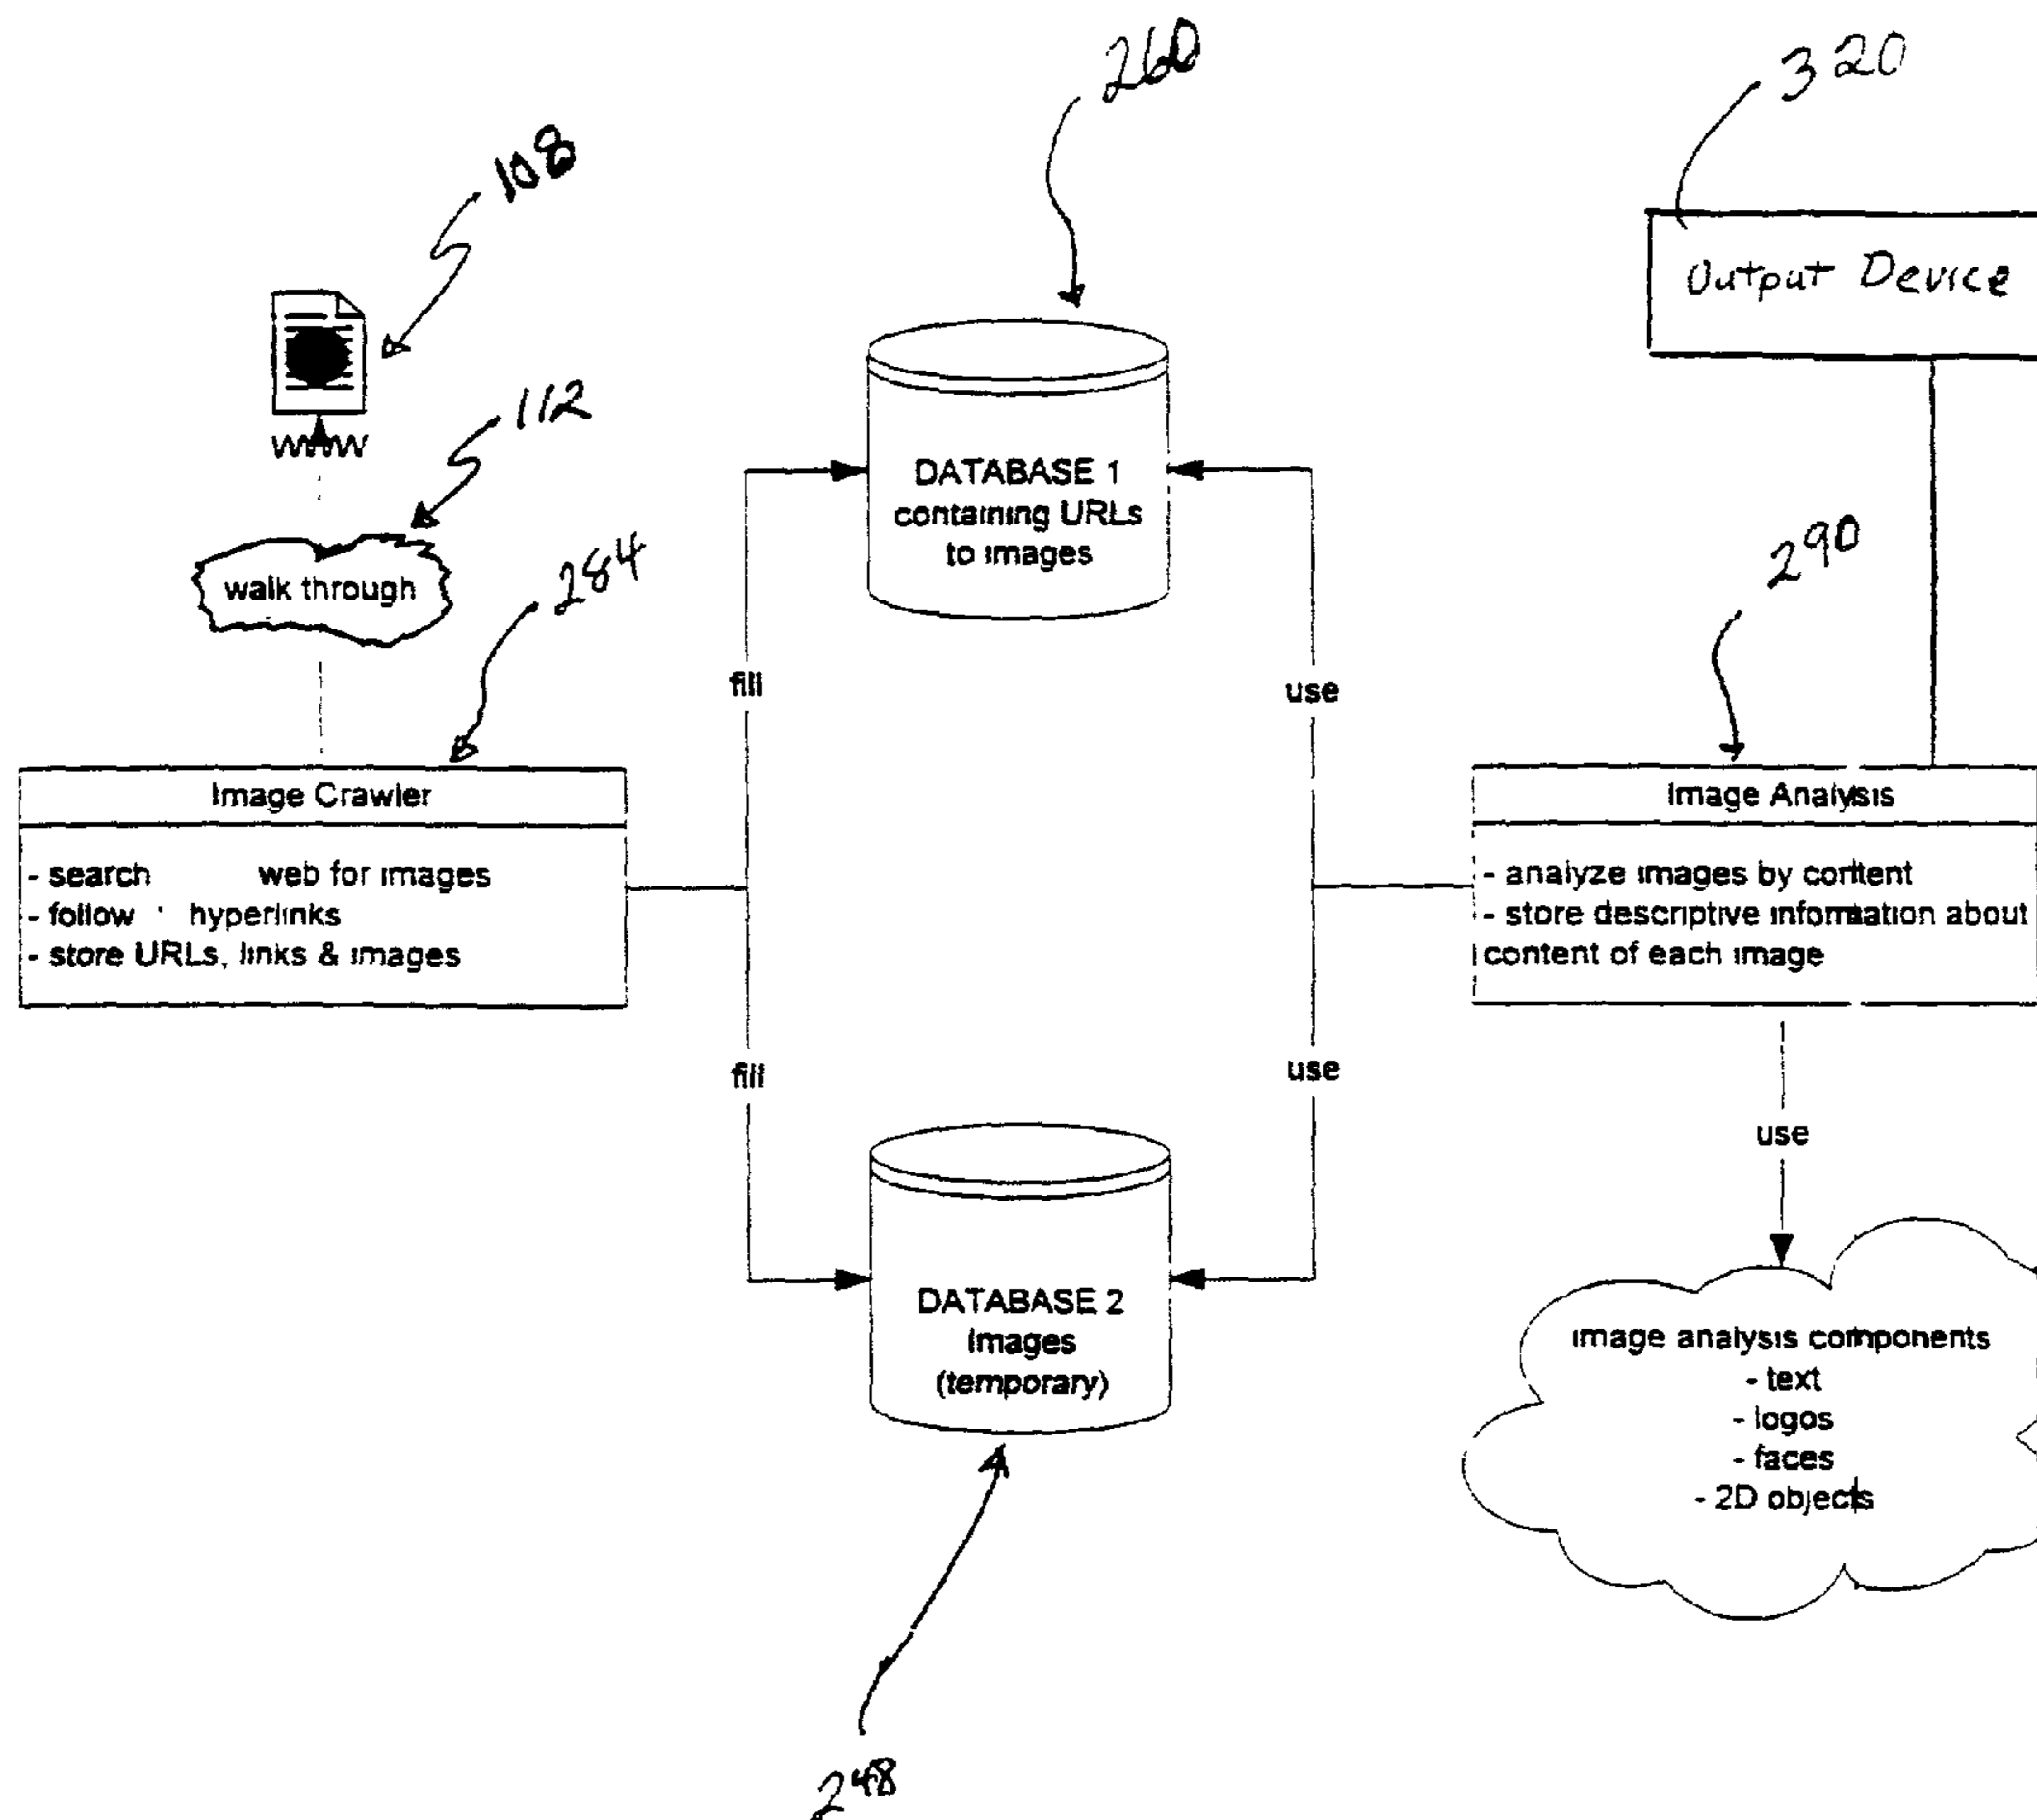 260
320
108
Output Device
WWW
112
walk through
284
DATABASE 1
containing URLs
to images
290
fill
use
Image Crawler
- search web for images
- follow hyperlinks
- store URLs, links & images
Image Analysis
- analyze images by content
- store descriptive information about
content of each image
fill
use
use
DATABASE 2
Images
(temporary)
image analysis components
- text
- logos
- faces
- 2D objects
248